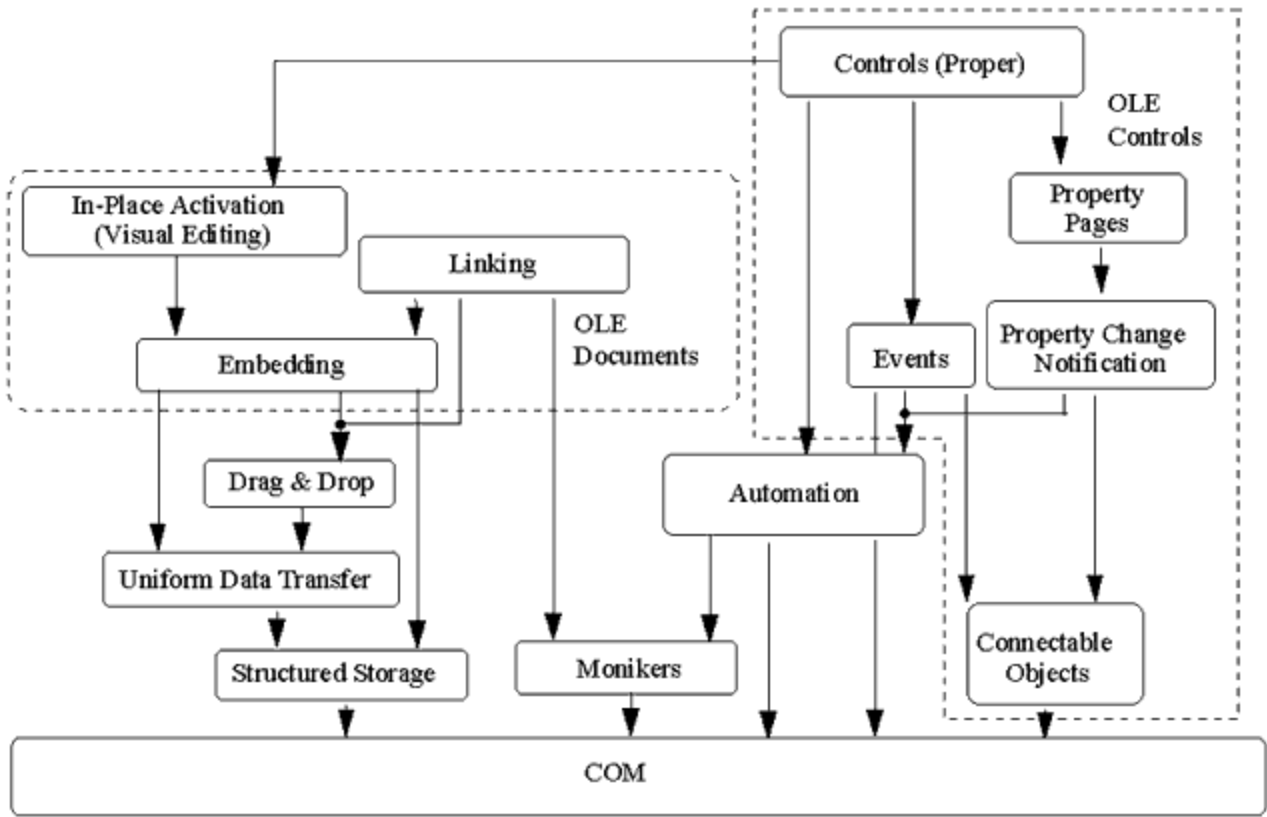 Controls (Proper)
OLE
Controls
In-Place Activation
(Visual Editing)
Property
Pages
Linking
OLE
Documents
Embedding
Events
Property Change
Notification
Drag & Drop
Automation
Uniform Data Transfer
Structured Storage
Monikers
Connectable
Objects
COM